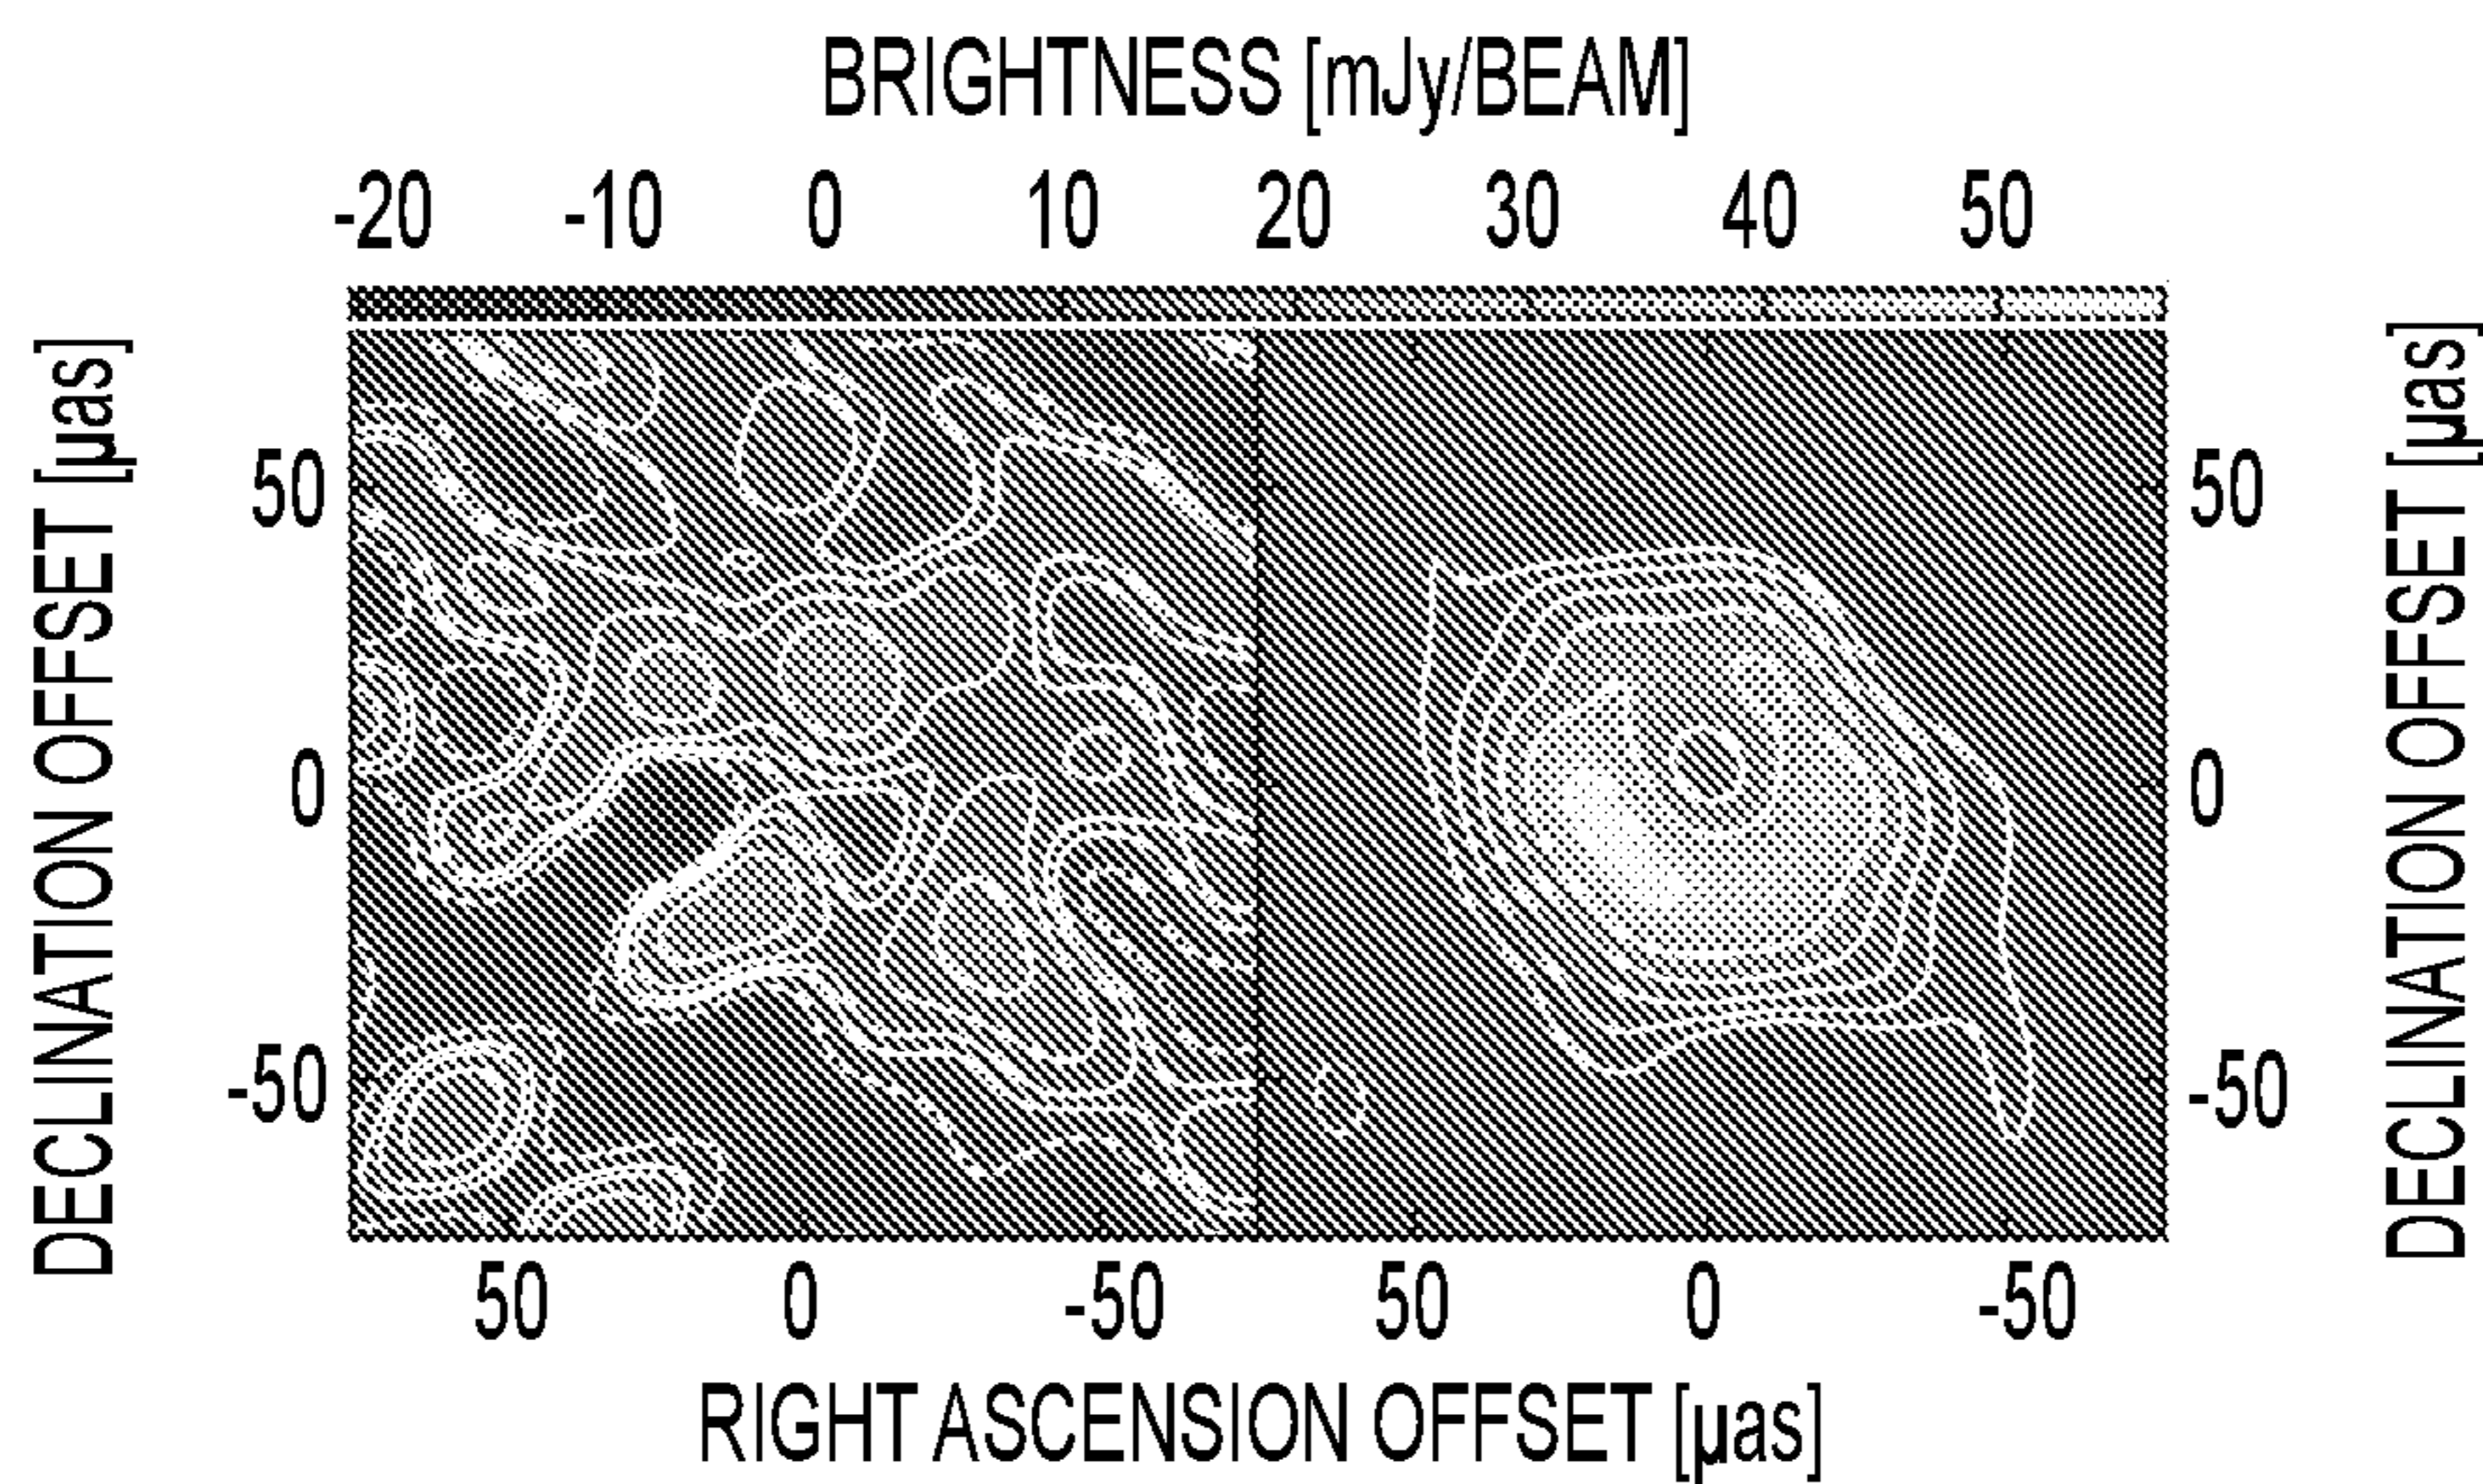 BRIGHTNESS [mJy/BEAM]
-20 -10 0 10 20 30 40 50
DECLINATION OFFSET [µas]
50
0
-50
50
0
-50
DECLINATION OFFSET [µas]
50 0 -50 50 0 -50
RIGHT ASCENSION OFFSET [µas]